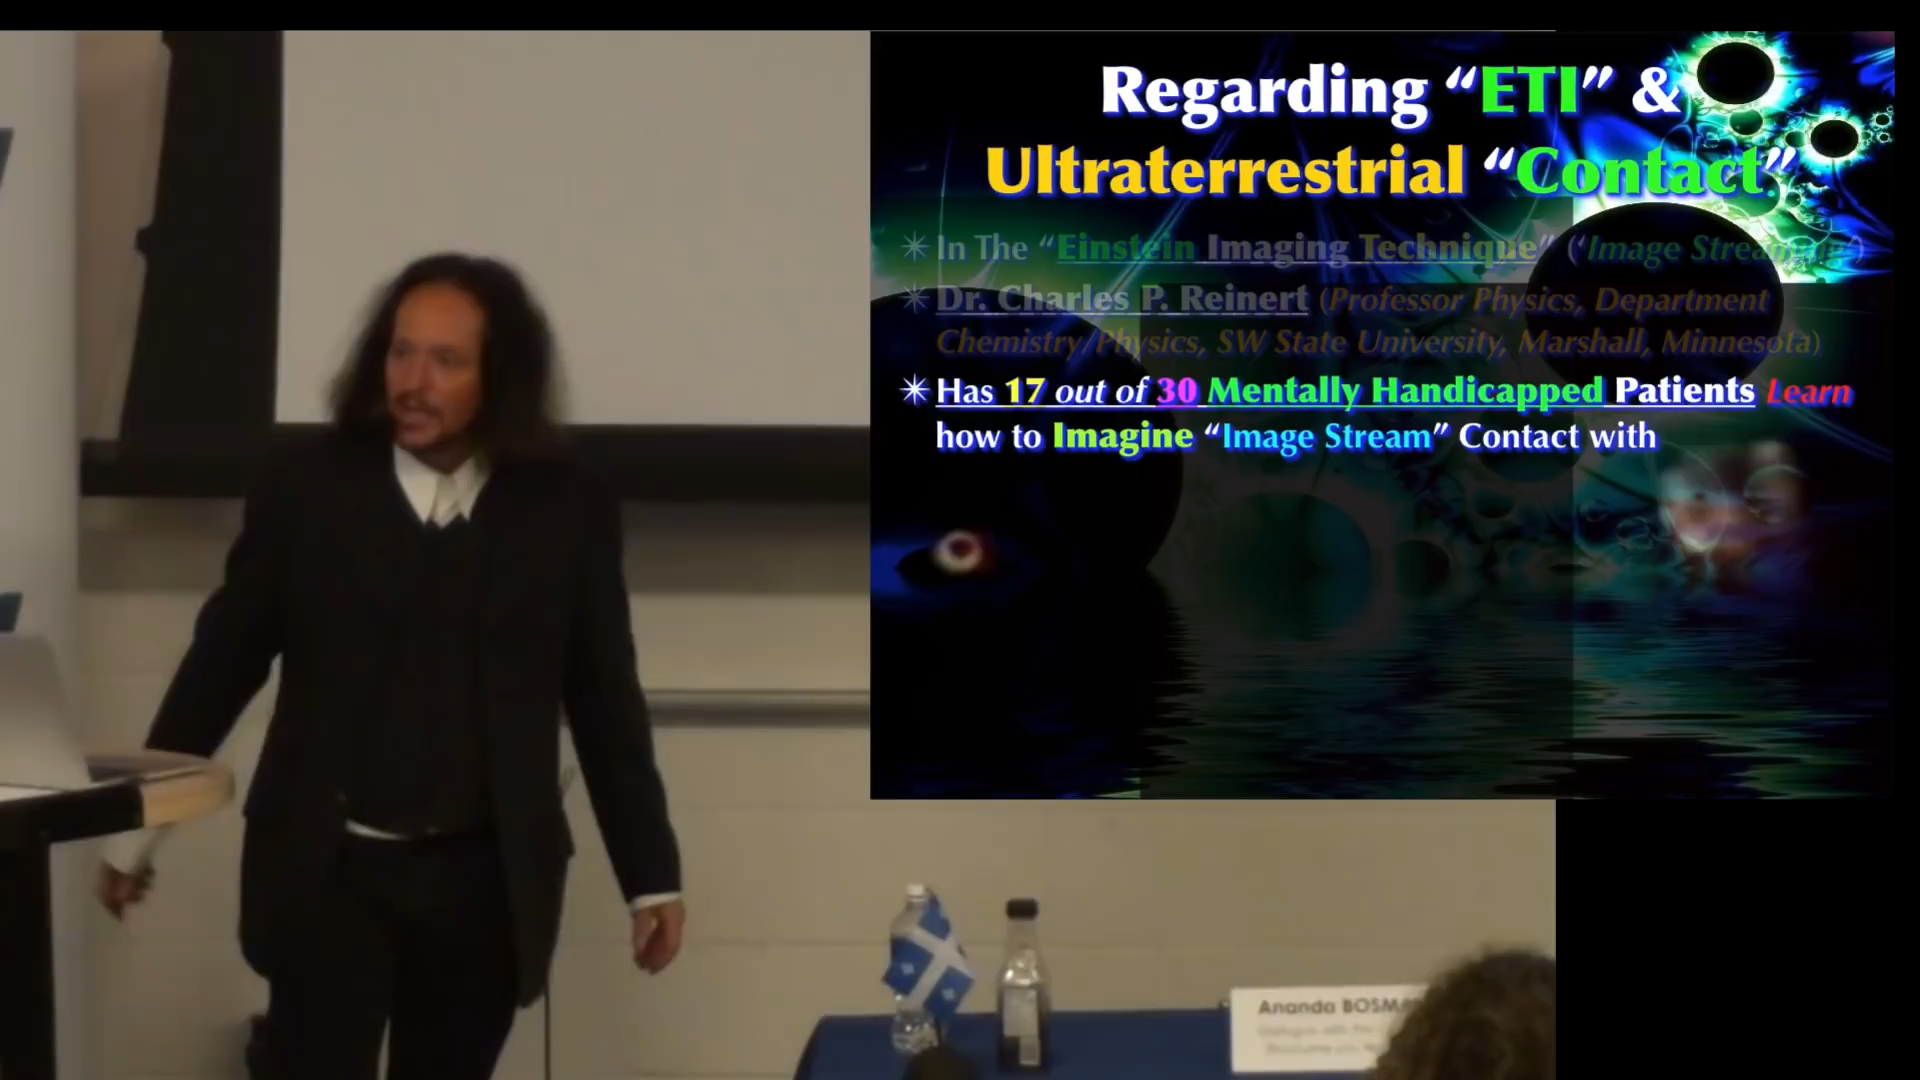 Regarding “ETI” &
Ultraterrestrial “Contact”
In The “Einstein Imaging Technique” (‘Image Streaming’)
Dr. Charles P. Reinert (Professor Physics, Department
Chemistry/Physics, SW State University, Marshall, Minnesota)
Has 17 out of 30 Mentally Handicapped Patients Learn
how to Imagine “Image Stream” Contact with
Ananda